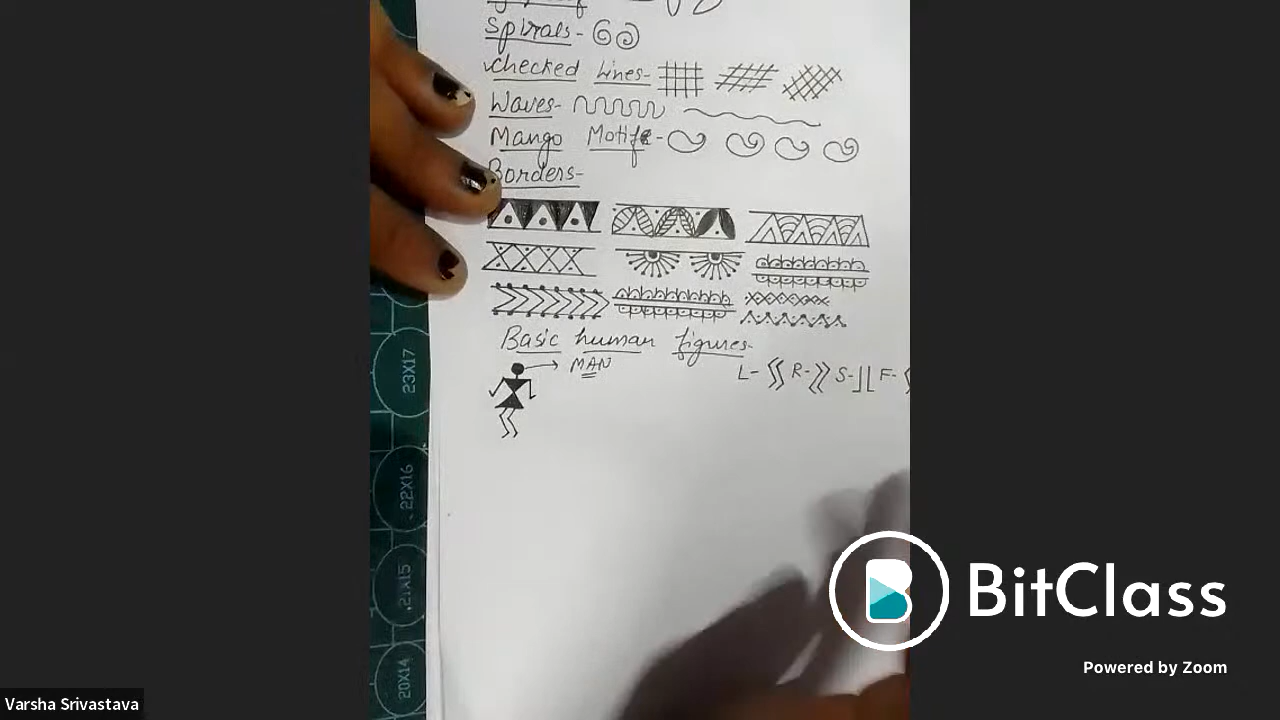 Spirals-
Checked Lines-
Waves-
Mango Motifs-
Borders-
Basic human figures-
MAN
L- R- S- F-
23X17
22X16
21X15
20X14
BitClass
Powered by Zoom
Varsha Srivastava